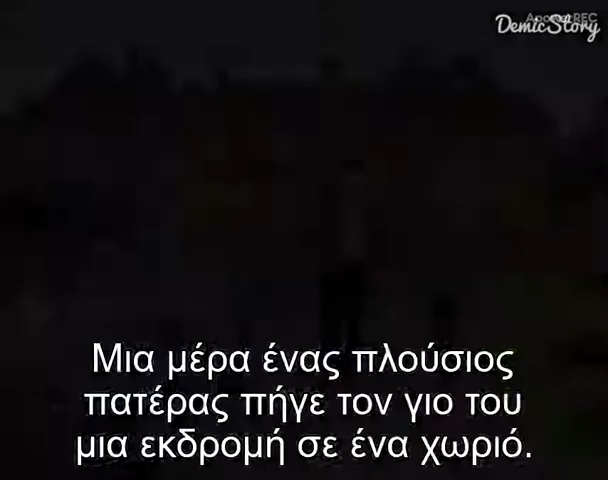 DemicStory
Μια μέρα ένας πλούσιος
πατέρας πήγε τον γιο του
μια εκδρομή σε ένα χωριό.